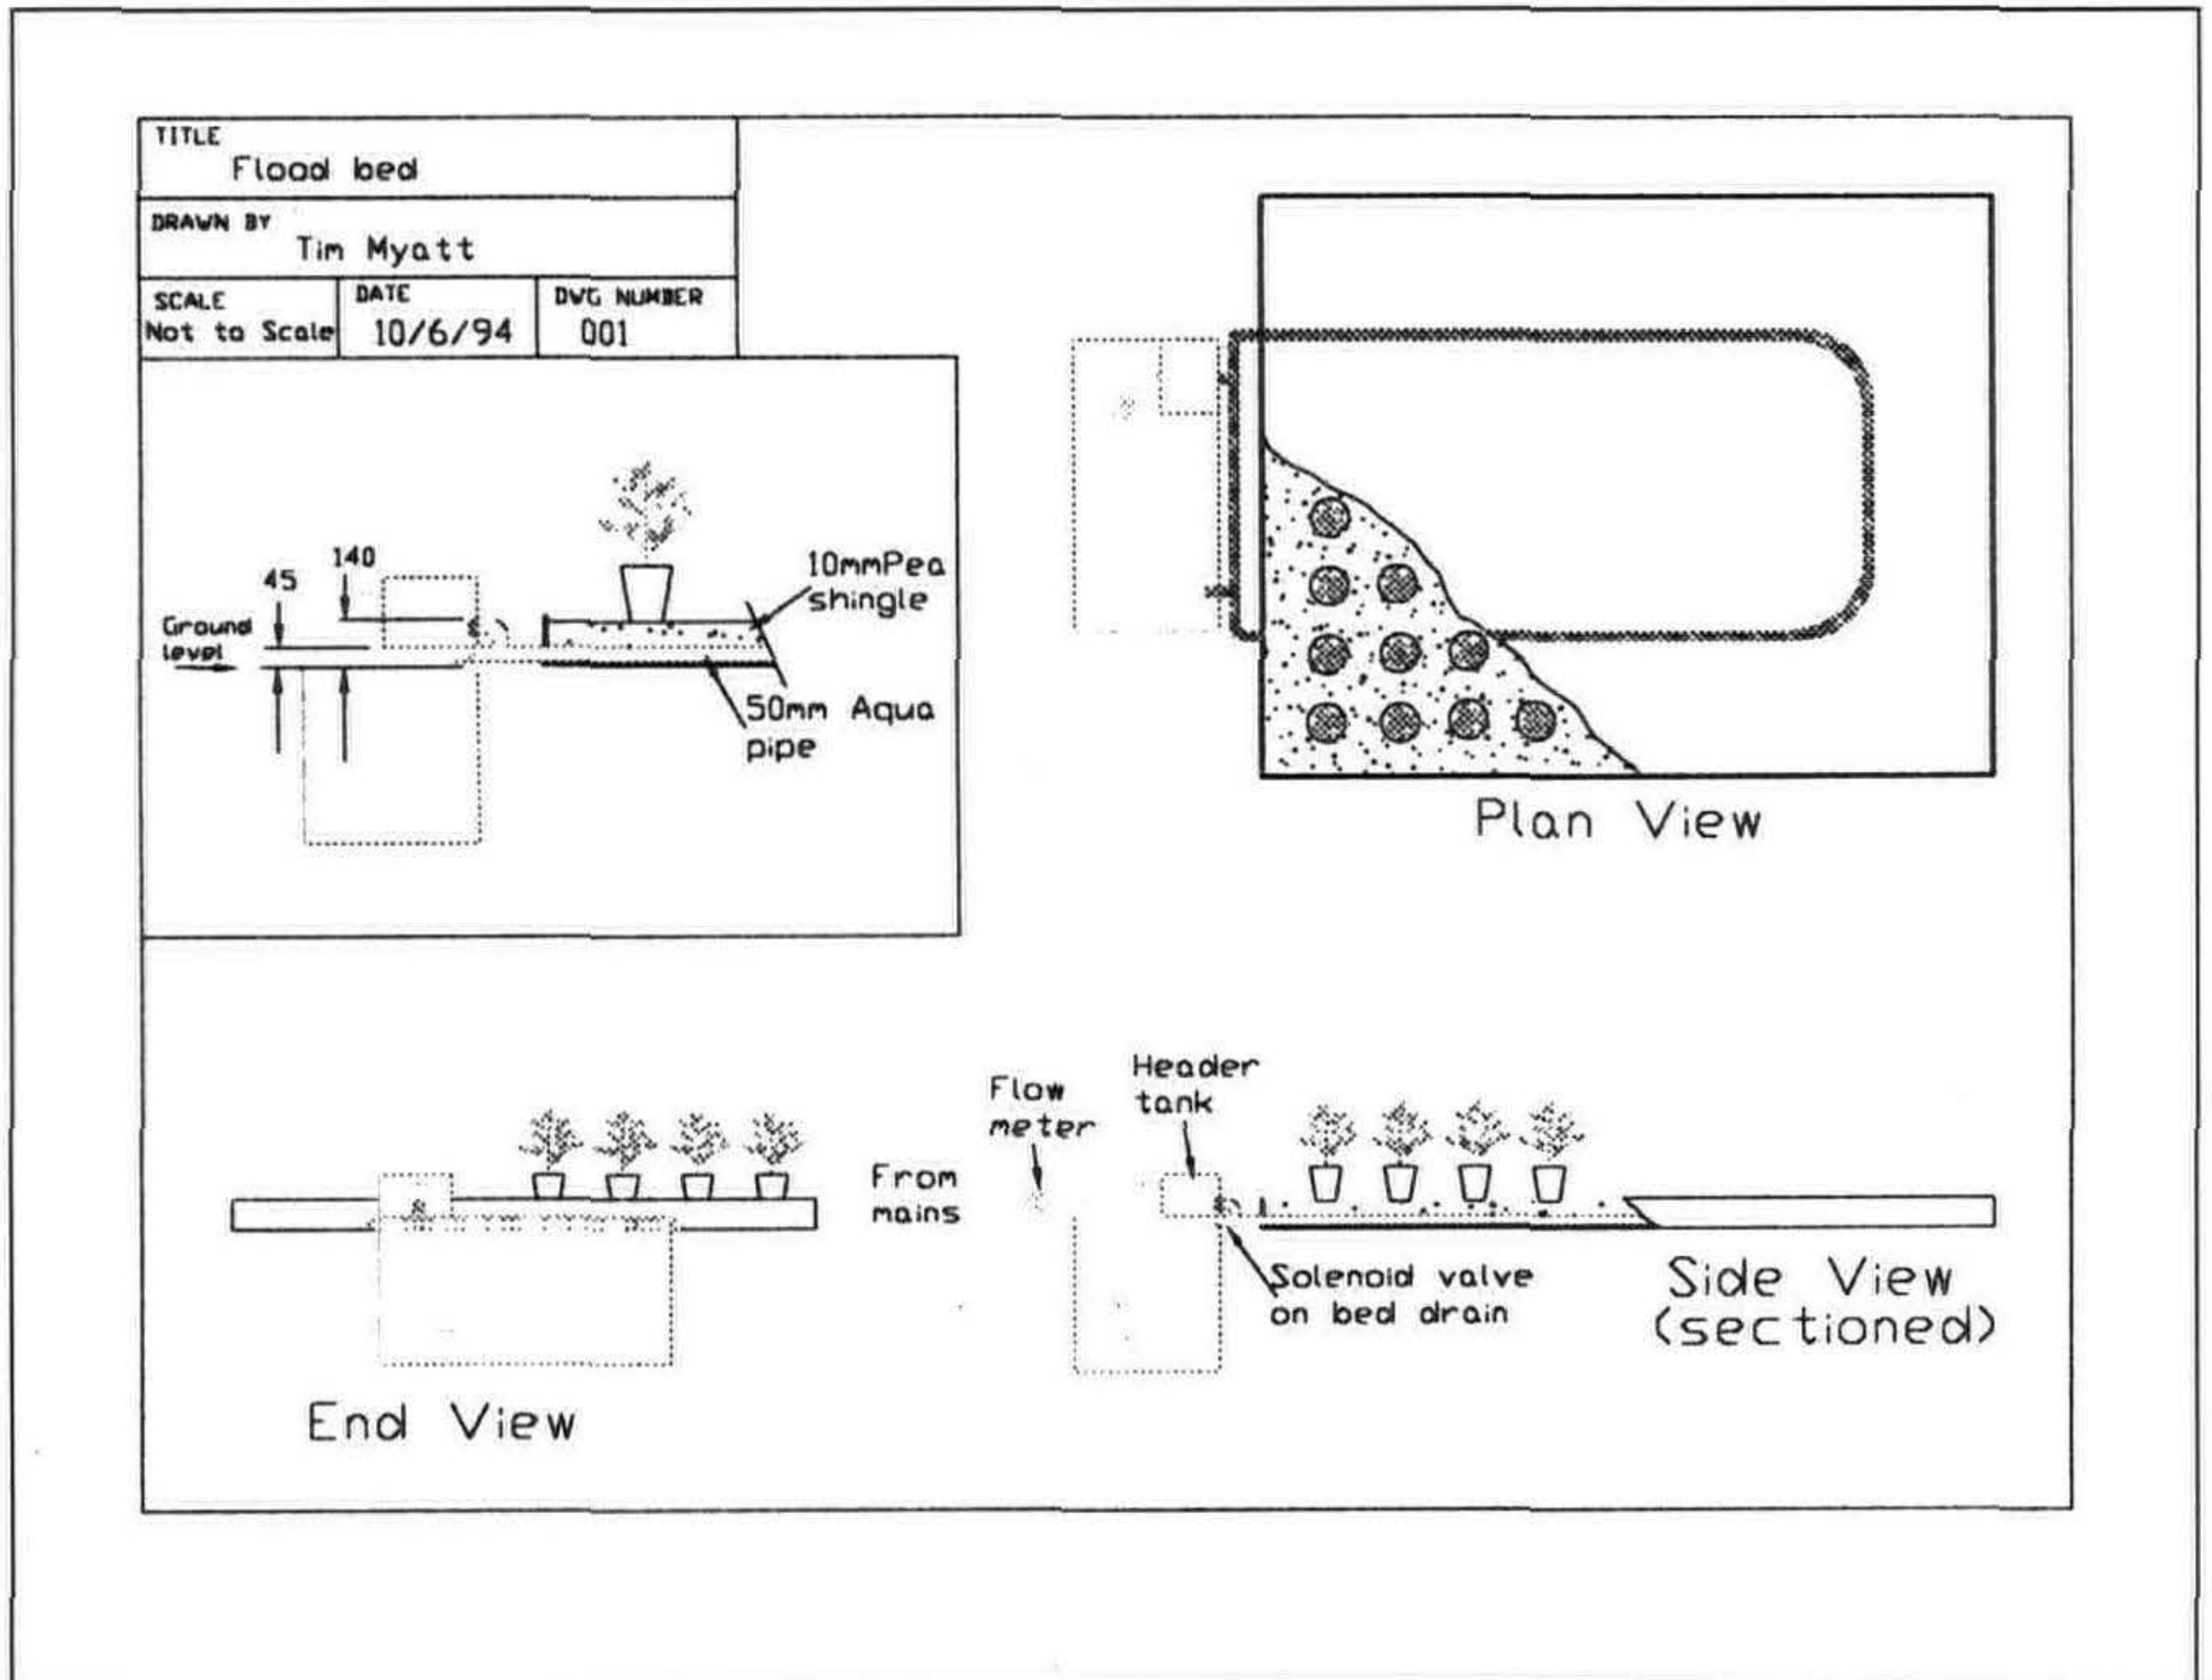 TITLE
Flood bed
DRAWN BY
Tim Myatt
SCALE
Not to Scale
DATE
10/6/94
DWG NUMBER
001
45
140
Ground
level
10mmPea
shingle
50mm Aqua
pipe
Plan View
From
mains
Flow
meter
Header
tank
Solenoid valve
on bed drain
End View
Side View
(sectioned)